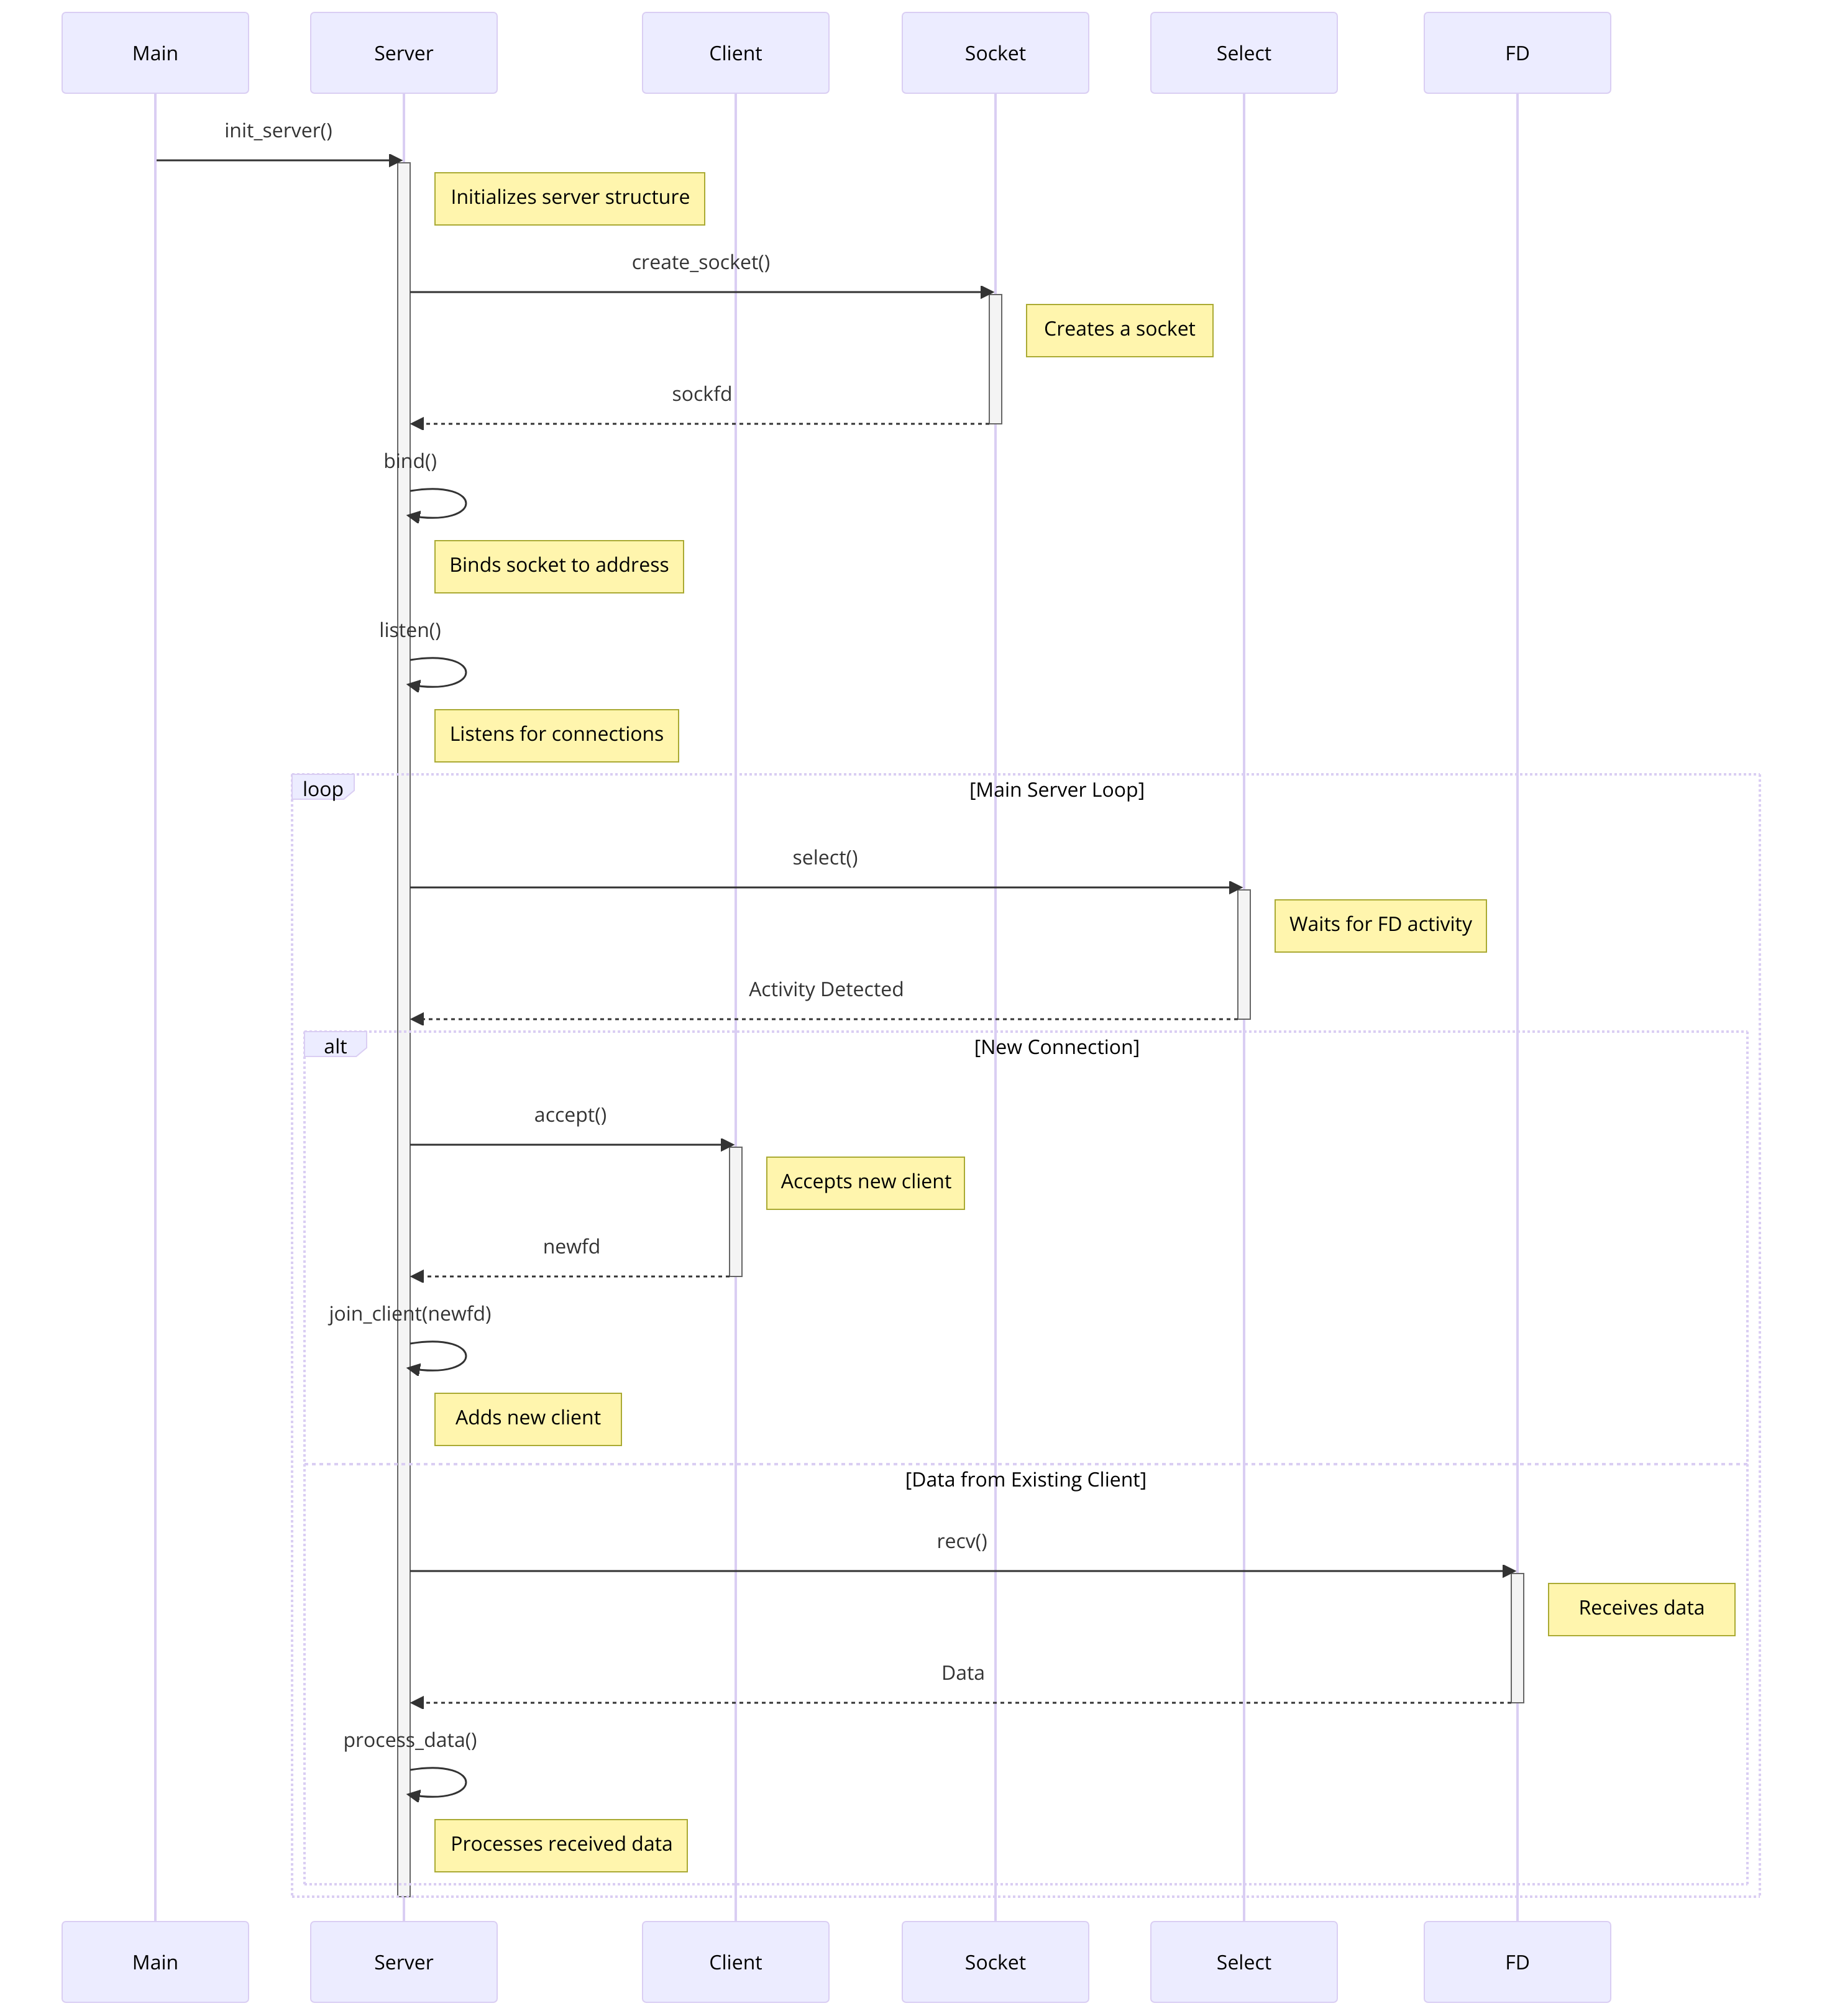 Main
Server
Client
Socket
Select
FD
init_server()
Initializes server structure
create_socket()
Creates a socket
sockfd
bind()
Binds socket to address
listen()
Listens for connections
loop
[Main Server Loop]
select()
Waits for FD activity
Activity Detected
alt
[New Connection]
accept()
Accepts new client
newfd
join_client(newfd)
Adds new client
[Data from Existing Client]
recv()
Receives data
Data
process_data()
Processes received data
Main
Server
Client
Socket
Select
FD